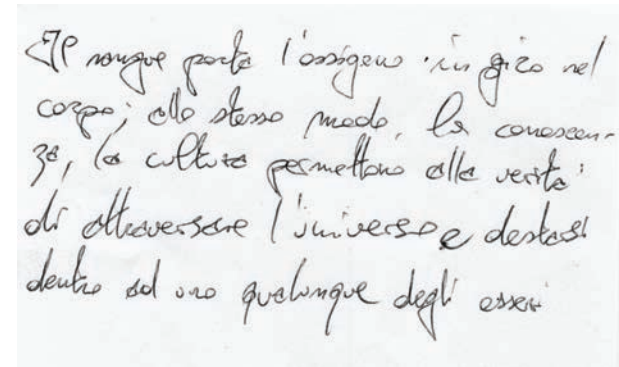 Il sangue porta l'ossigeno in giro nel
corpo; allo stesso modo, la conoscen-
za, la cultura permettono alla verità
di attraversare l'universo e destarsi
dentro ad uno qualunque degli esseri